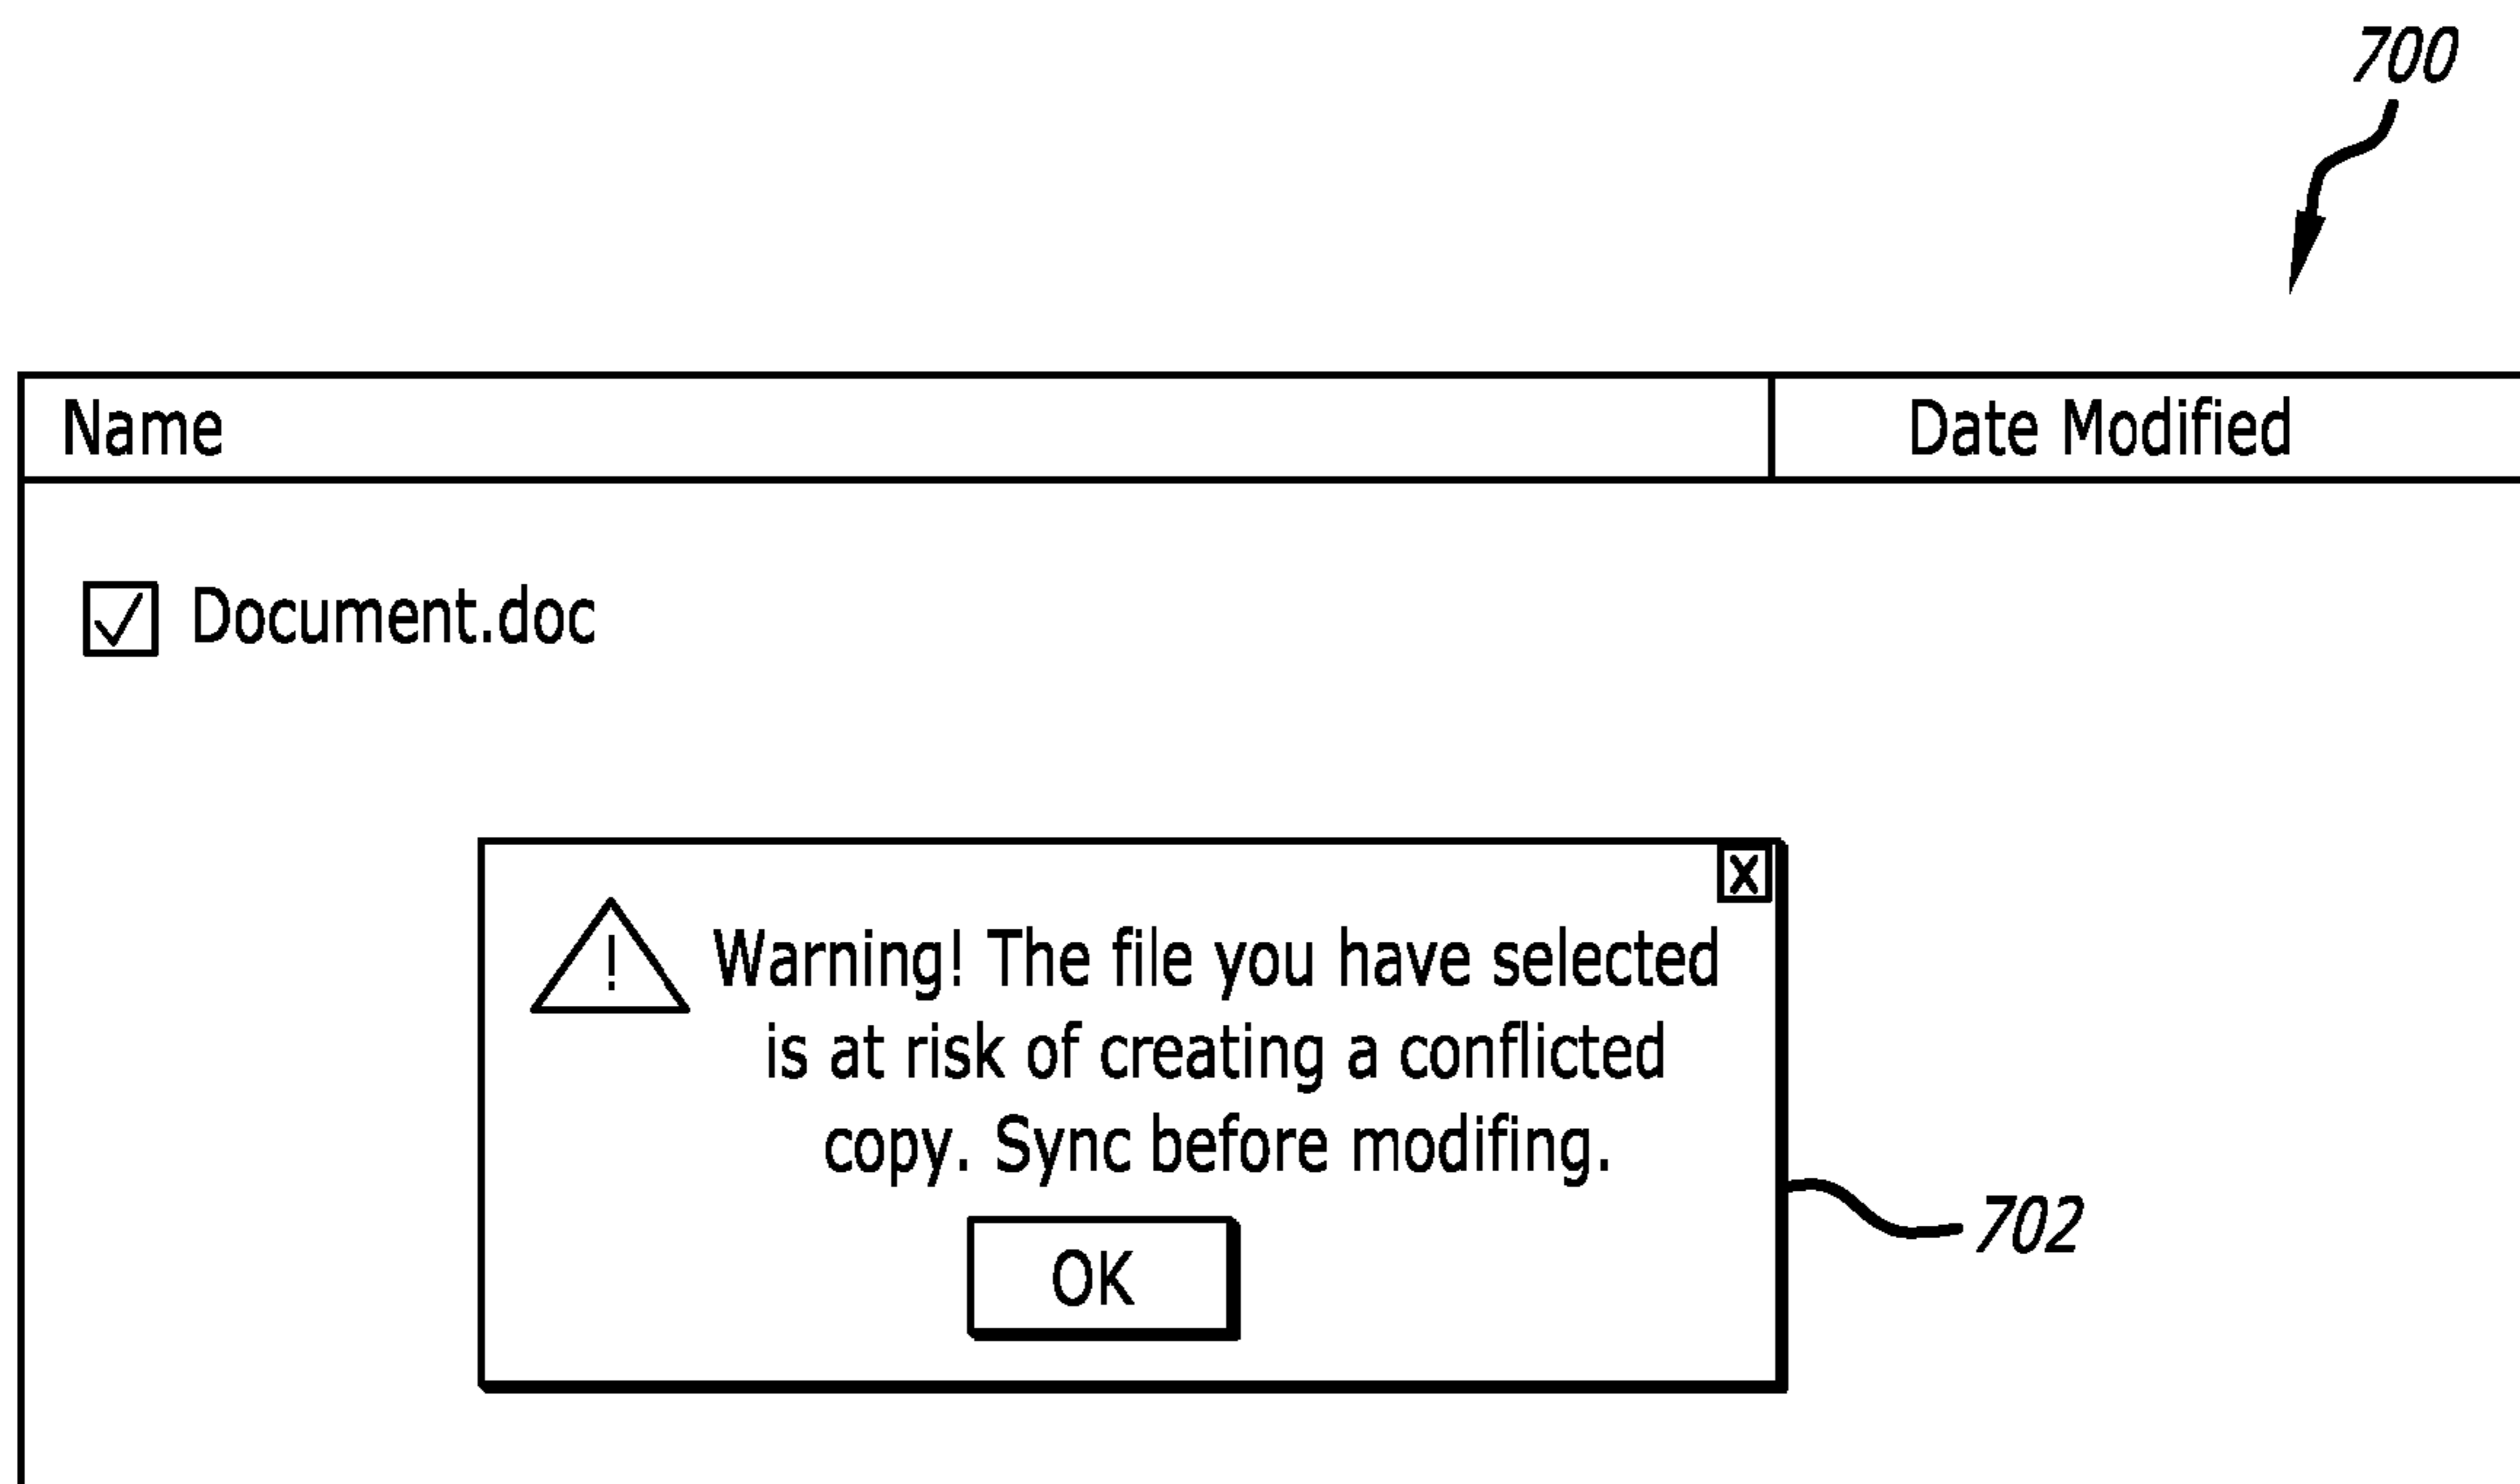 700
Name Date Modified
Document.doc
X
! Warning! The file you have selected
is at risk of creating a conflicted
copy. Sync before modifing.
OK
702